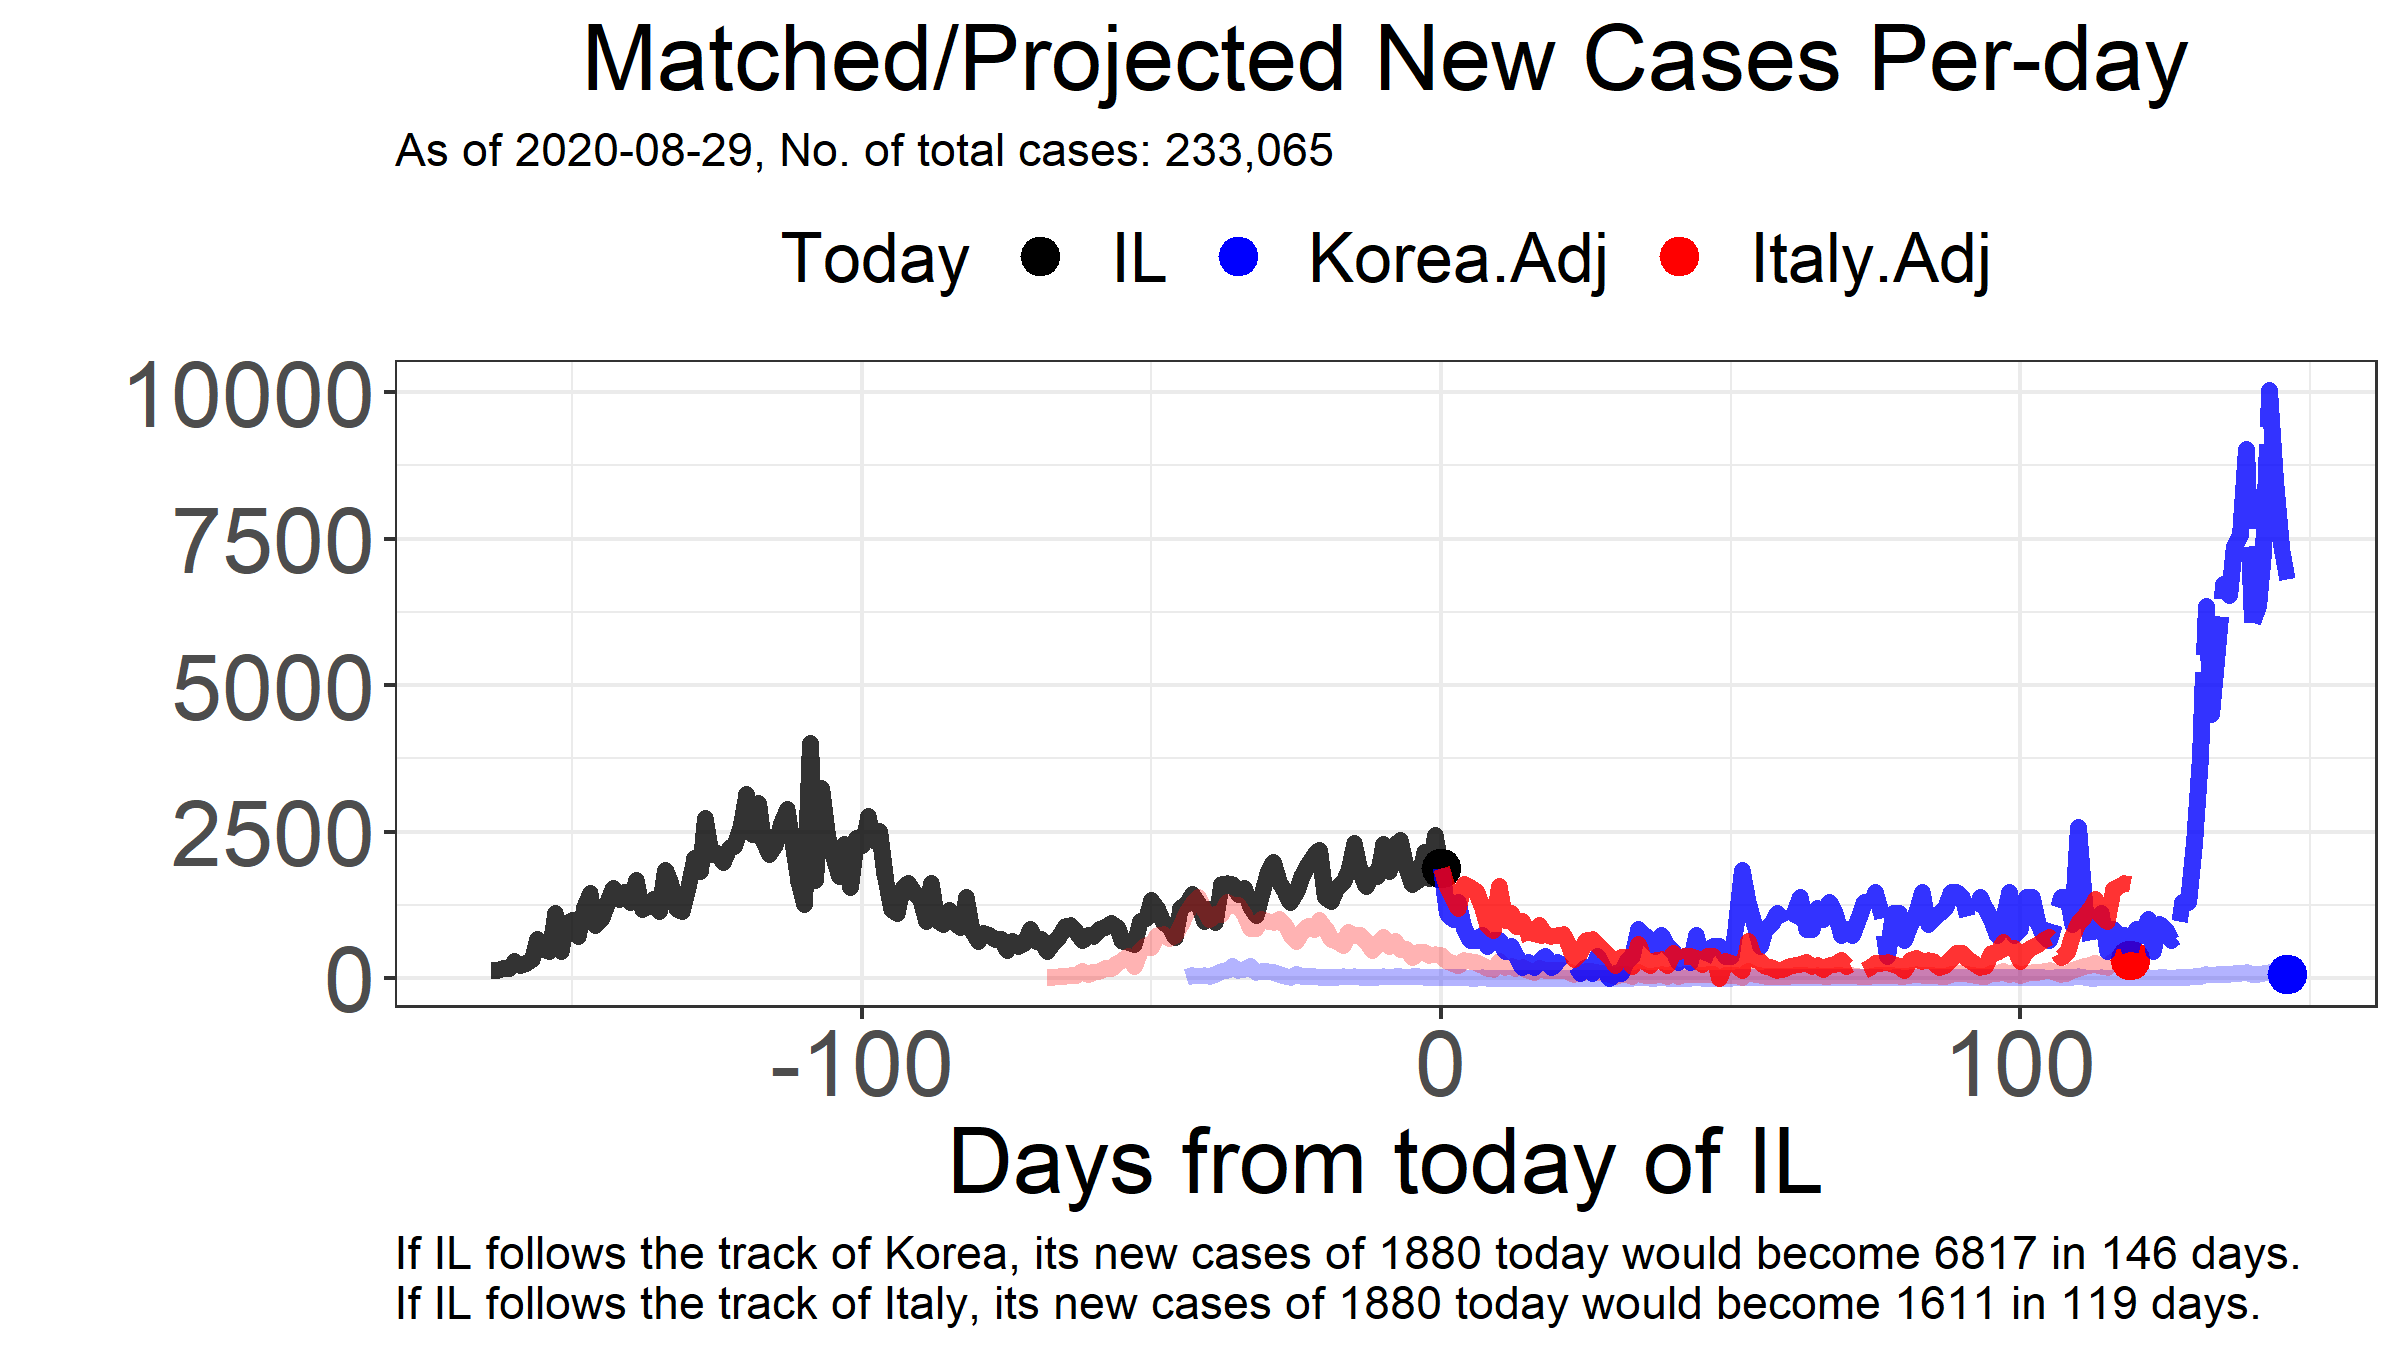 Matched/Projected New Cases Per-day
As of 2020-08-29, No. of total cases: 233,065
Today IL Korea.Adj Italy.Adj
10000
7500
5000
2500
0
-100 0 100
Days from today of IL
If IL follows the track of Korea, its new cases of 1880 today would become 6817 in 146 days.
If IL follows the track of Italy, its new cases of 1880 today would become 1611 in 119 days.